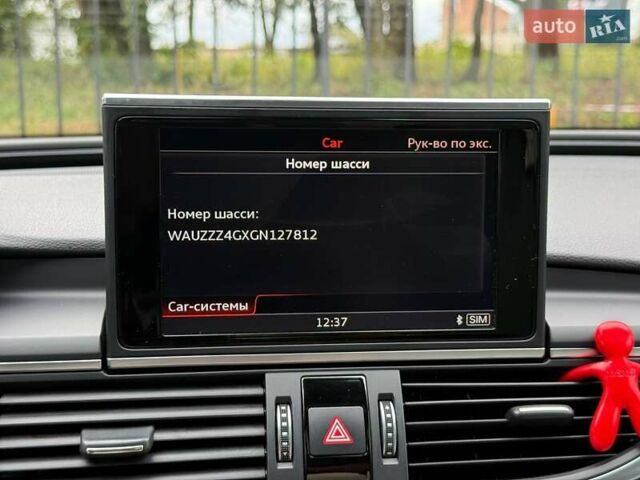 auto RIA
Car
Рук-во по экс.
Номер шасси
Номер шасси:
WAUZZZ4GXGN127812
Car-системы
12:37
SIM